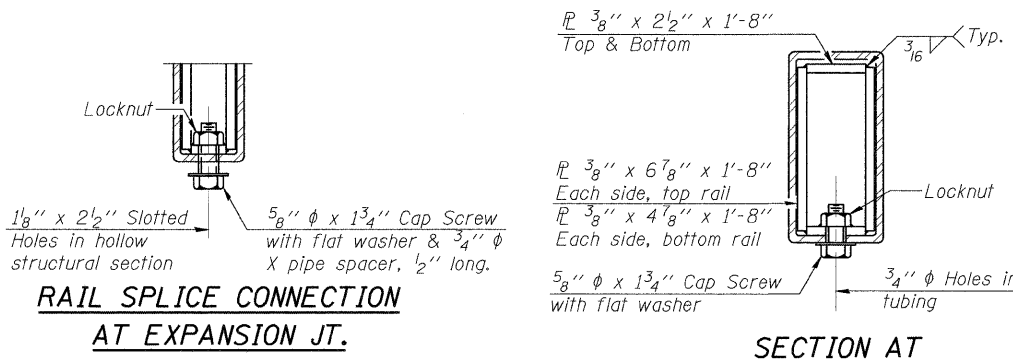 Locknut
1 1/8" x 2 1/2" Slotted
Holes in hollow
structural section
5/8" ϕ x 1 3/4" Cap Screw
with flat washer & 3/4" ϕ
X pipe spacer, 1/2" long.
RAIL SPLICE CONNECTION
AT EXPANSION JT.
℄ 3/8" x 2 1/2" x 1'-8"
Top & Bottom
3/16
Typ.
℄ 3/8" x 6 7/8" x 1'-8"
Each side, top rail
℄ 3/8" x 4 7/8" x 1'-8"
Each side, bottom rail
Locknut
5/8" ϕ x 1 3/4" Cap Screw
with flat washer
3/4" ϕ Holes in
tubing
SECTION AT